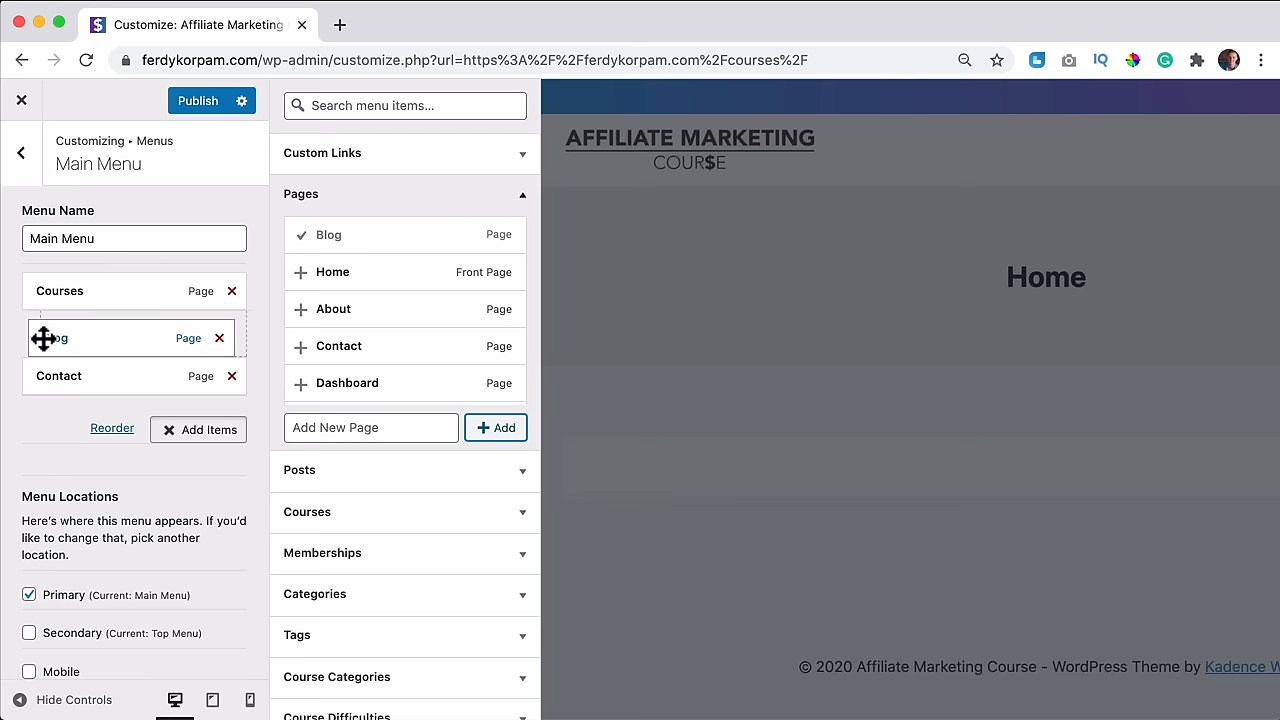 Customize: Affiliate Marketing
ferdykorpam.com/wp-admin/customize.php?url=https%3A%2F%2Fferdykorpam.com%2Fcourses%2F
IQ
Publish
Customizing ▸ Menus
Main Menu
Menu Name
Main Menu
Courses Page
Page
Contact Page
Reorder
Add Items
Menu Locations
Here's where this menu appears. If you'd
like to change that, pick another
location.
Primary (Current: Main Menu)
Secondary (Current: Top Menu)
Mobile
Hide Controls
Search menu items...
Custom Links
Pages
Blog Page
Home Front Page
About Page
Contact Page
Dashboard Page
Add New Page
Add
Posts
Courses
Memberships
Categories
Tags
Course Categories
Course Difficulties
AFFILIATE MARKETING
COUR$E
Home
© 2020 Affiliate Marketing Course - WordPress Theme by Kadence W